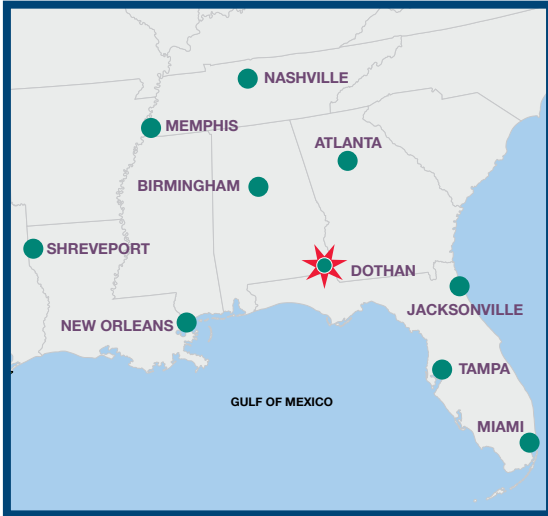 NASHVILLE
MEMPHIS
ATLANTA
BIRMINGHAM
SHREVEPORT
DOTHAN
JACKSONVILLE
NEW ORLEANS
TAMPA
GULF OF MEXICO
MIAMI